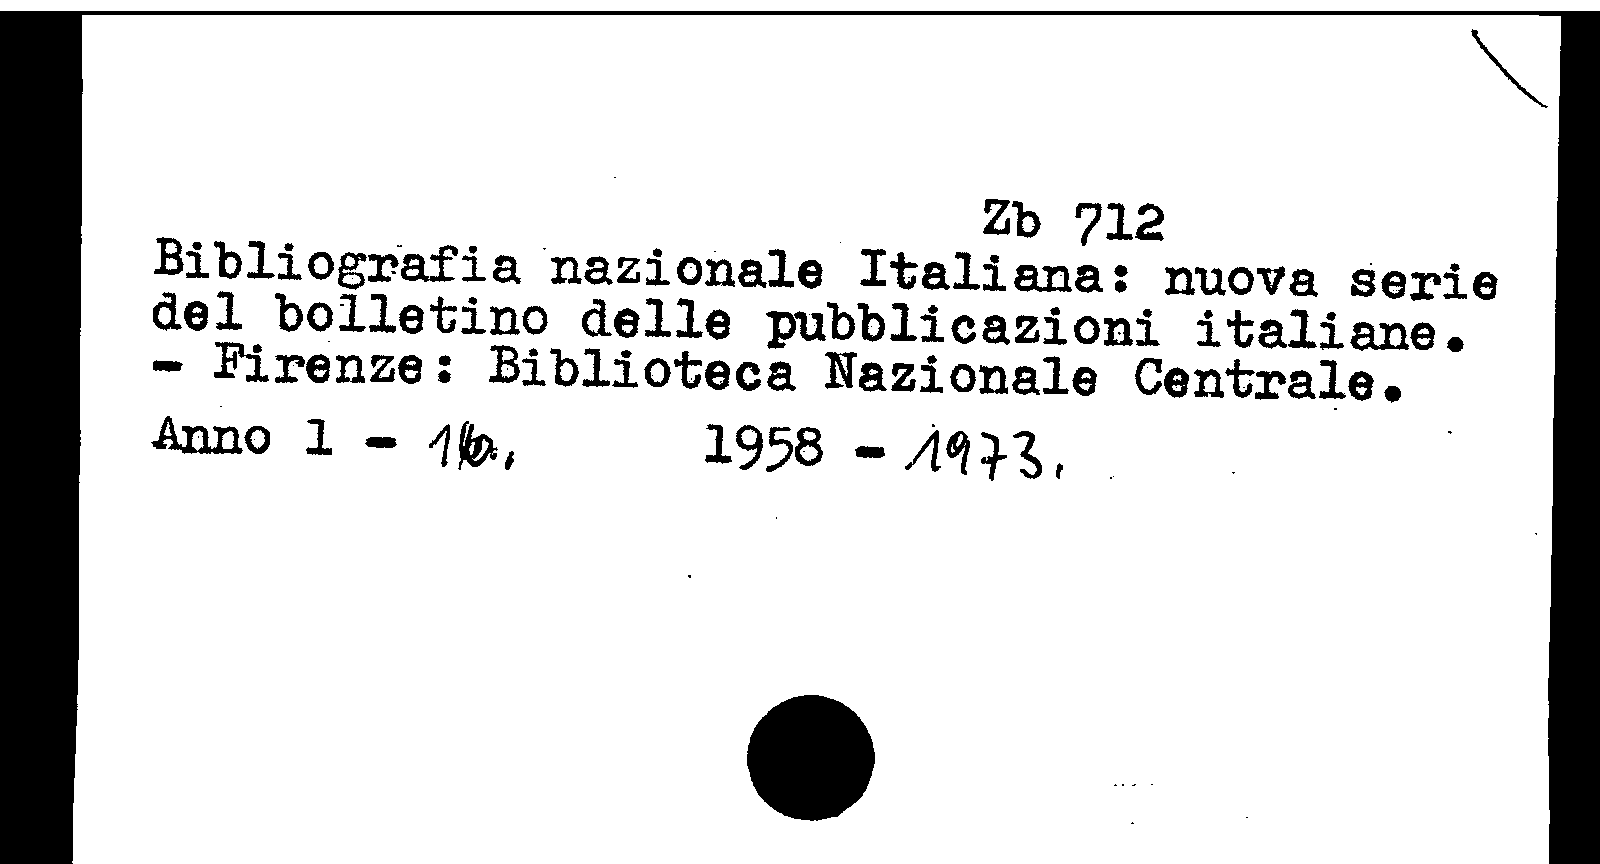 Zb 712
Bibliografia nazionale Italiana: nuova serie
del bolletino delle pubblicazioni italiane.
- Firenze: Biblioteca Nazionale Centrale.
Anno 1 - 16. 1958 - 1973.